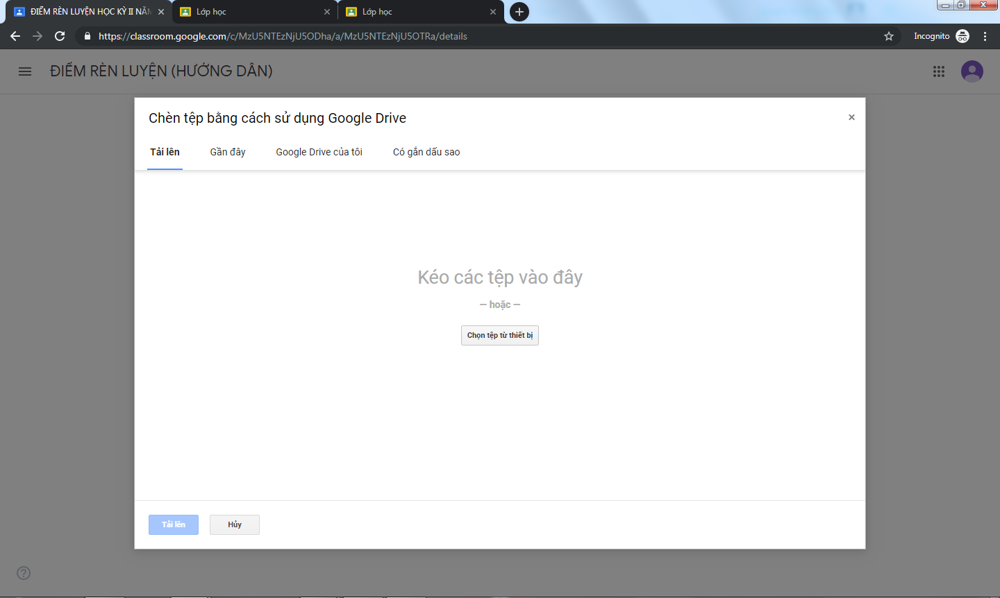 ĐIỂM RÈN LUYỆN HỌC KỲ II NĂM
Lớp học
Lớp học
https://classroom.google.com/c/MzU5NTEzNjU5ODha/a/MzU5NTEzNjU5OTRa/details
Incognito
ĐIỂM RÈN LUYỆN (HƯỚNG DẪN)
Chèn tệp bằng cách sử dụng Google Drive
Tải lên
Gần đây
Google Drive của tôi
Có gắn dấu sao
Kéo các tệp vào đây
— hoặc —
Chọn tệp từ thiết bị
Tải lên
Hủy